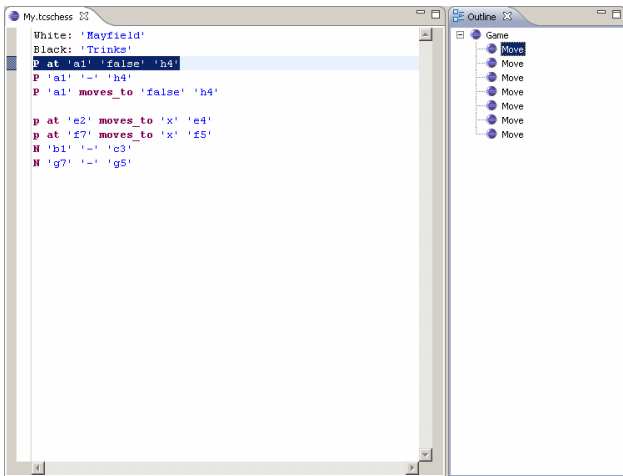 My.tcschess
White: 'Mayfield'
Black: 'Trinks'
P at 'a1' 'false' 'h4'
P 'a1' '-' 'h4'
P 'a1' moves_to 'false' 'h4'
p at 'e2' moves_to 'x' 'e4'
p at 'f7' moves_to 'x' 'f5'
N 'b1' '-' 'c3'
N 'g7' '-' 'g5'
Outline
Game
Move
Move
Move
Move
Move
Move
Move